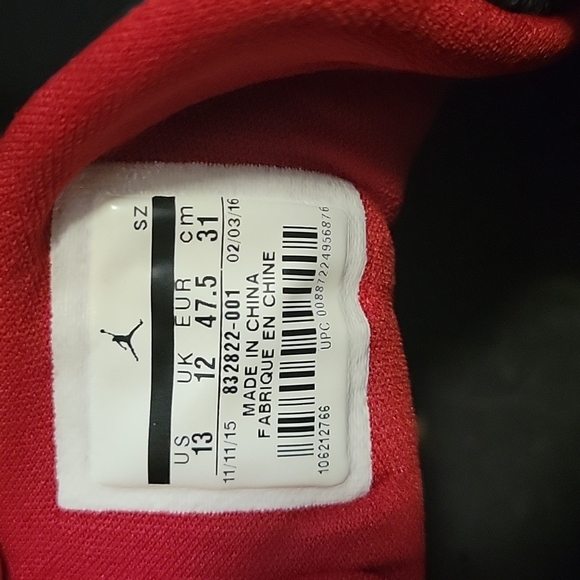 SZ
US UK EUR cm
13 12 47.5 31
11/11/15 832822-001 02/03/16
MADE IN CHINA
FABRIQUE EN CHINE
106212766 UPC 00887224956876